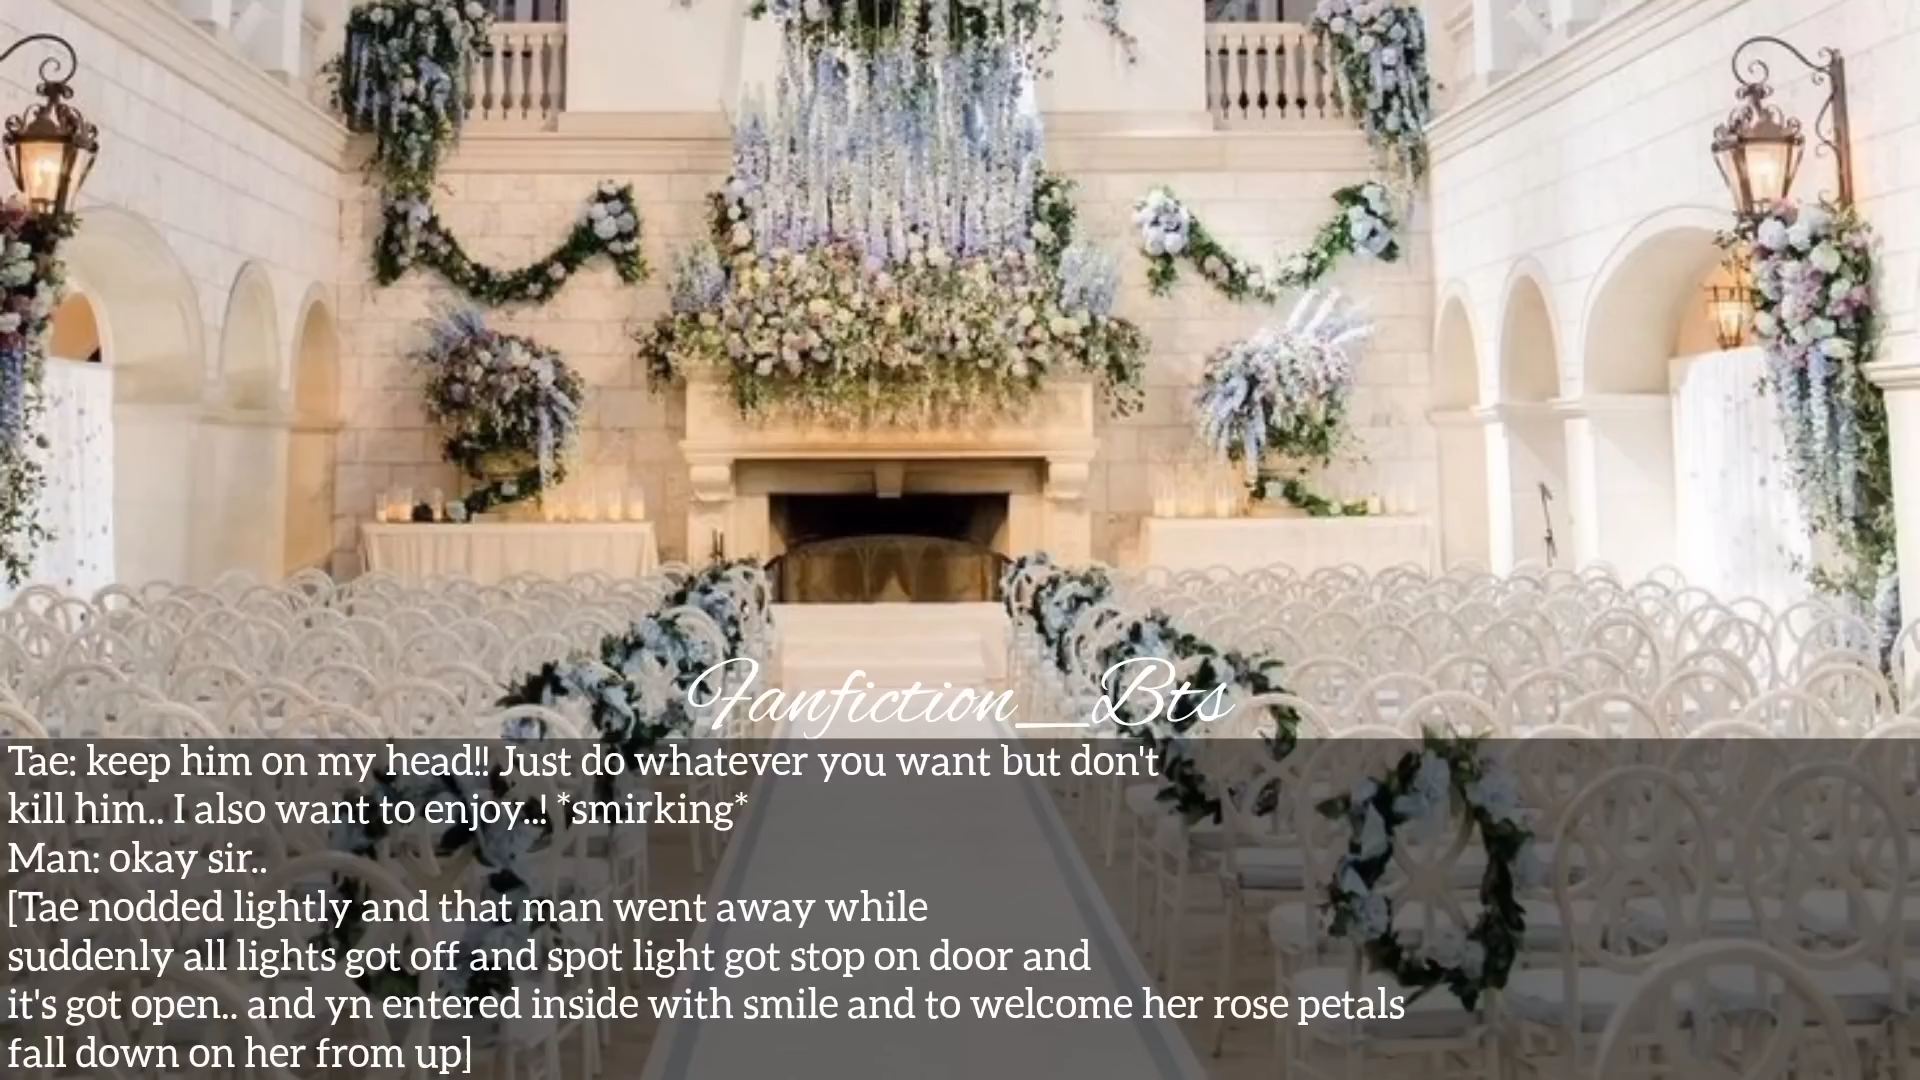 Fanfiction_Bts
Tae: keep him on my head!! Just do whatever you want but don't
kill him.. I also want to enjoy..! *smirking*
Man: okay sir..
[Tae nodded lightly and that man went away while
suddenly all lights got off and spot light got stop on door and
it's got open.. and yn entered inside with smile and to welcome her rose petals
fall down on her from up]